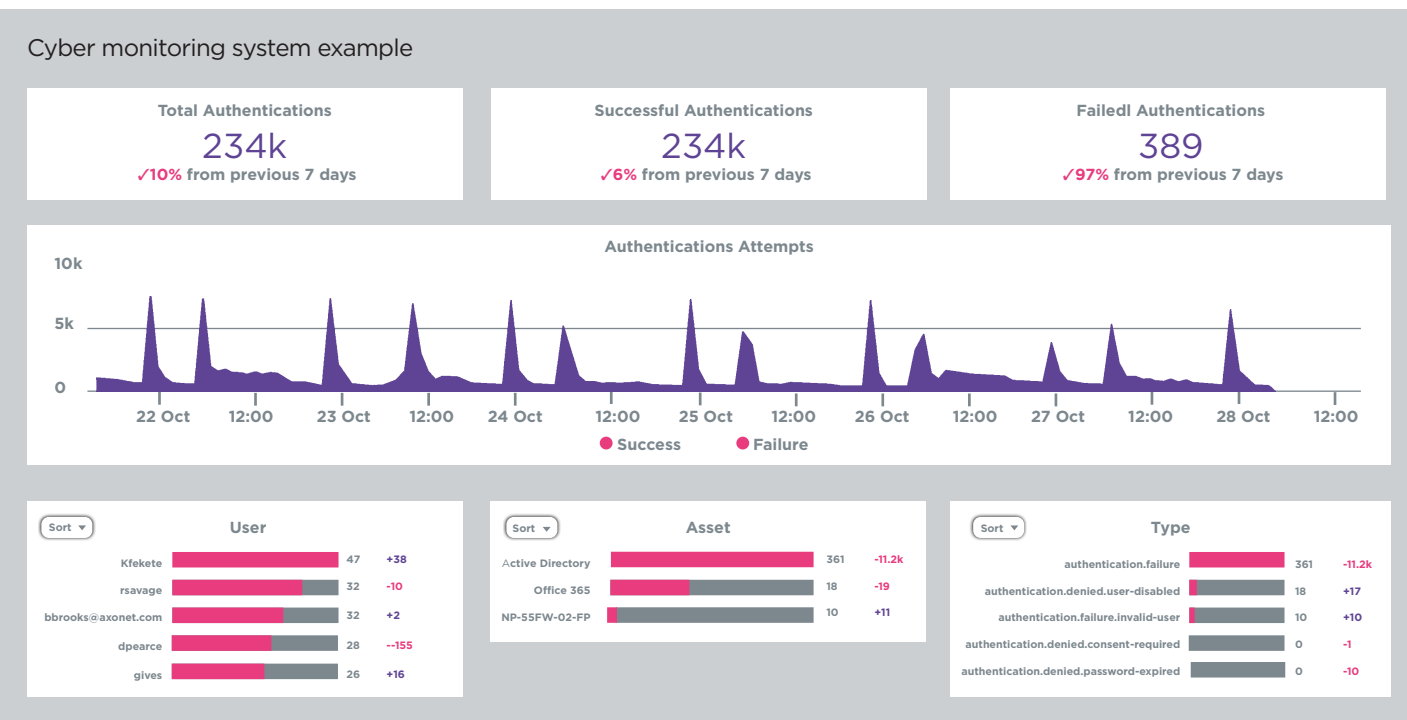 Cyber monitoring system example
Total Authentications
234k
✓10% from previous 7 days
Successful Authentications
234k
✓6% from previous 7 days
Failedl Authentications
389
✓97% from previous 7 days
Authentications Attempts
10k
5k
0
22 Oct 12:00 23 Oct 12:00 24 Oct 12:00 25 Oct 12:00 26 Oct 12:00 27 Oct 12:00 28 Oct 12:00
Success Failure
Sort ▼ User
Kfekete 47 +38
rsavage 32 -10
bbrooks@axonet.com 32 +2
dpearce 28 --155
gives 26 +16
Sort ▼ Asset
Active Directory 361 -11.2k
Office 365 18 -19
NP-55FW-02-FP 10 +11
Sort ▼ Type
authentication.failure 361 -11.2k
authentication.denied.user-disabled 18 +17
authentication.failure.invalid-user 10 +10
authentication.denied.consent-required 0 -1
authentication.denied.password-expired 0 -10